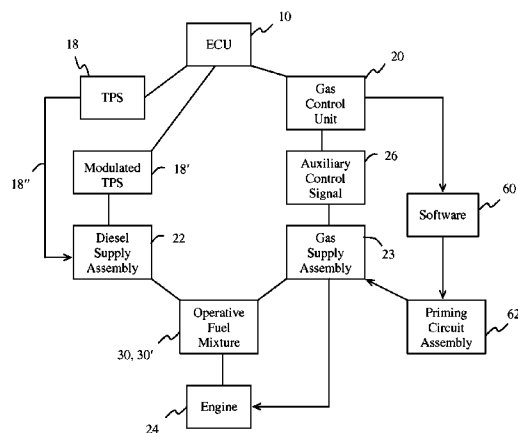 10
18
ECU
20
TPS
Gas
Control
Unit
18"
Modulated
TPS
18'
Auxiliary
Control
Signal
26
60
Software
Diesel
Supply
Assembly
22
Gas
Supply
Assembly
23
Operative
Fuel
Mixture
30, 30'
Priming
Circuit
Assembly
62
Engine
24